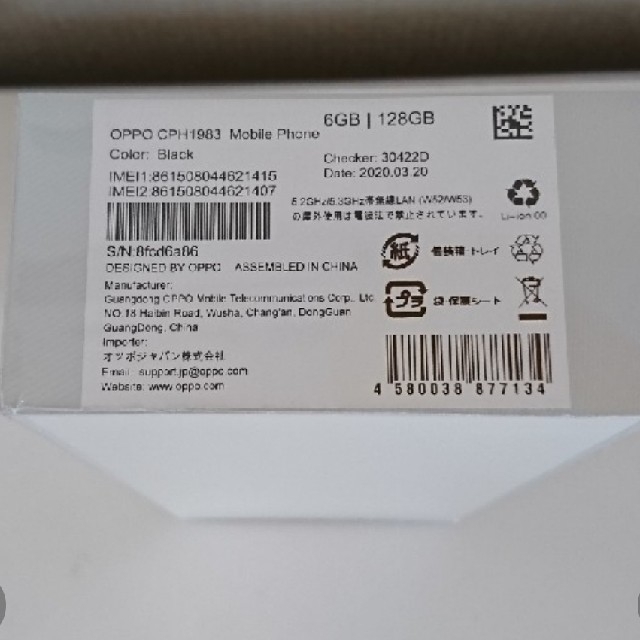 6GB | 128GB
OPPO CPH1983 Mobile Phone
Color: Black
Checker: 30422D
Date: 2020.03.20
IMEI1:861508044621415
IMEI2:861508044621407
5.2GHz/5.3GHz帯無線LAN (W52/W53)
の屋外使用は電波法で禁止されています。
Li-ion 00
S/N:8fcd6a86
DESIGNED BY OPPO ASSEMBLED IN CHINA
紙
個装箱·トレイ
Manufacturer:
Guangdong OPPO Mobile Telecommunications Corp., Ltd.
NO.18 Haibin Road, Wusha, Chang'an, DongGuan
GuangDong, China
プラ
袋·保護シート
Importer:
オッポジャパン株式会社
Email: support.jp@oppo.com
Website: www.oppo.com
4 580038 877134